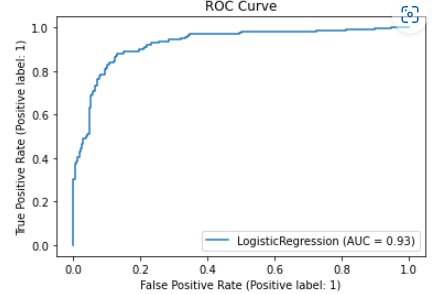 ROC Curve
1.0
0.8
0.6
0.4
0.2
0.0
True Positive Rate (Positive label: 1)
LogisticRegression (AUC = 0.93)
0.0 0.2 0.4 0.6 0.8 1.0
False Positive Rate (Positive label: 1)